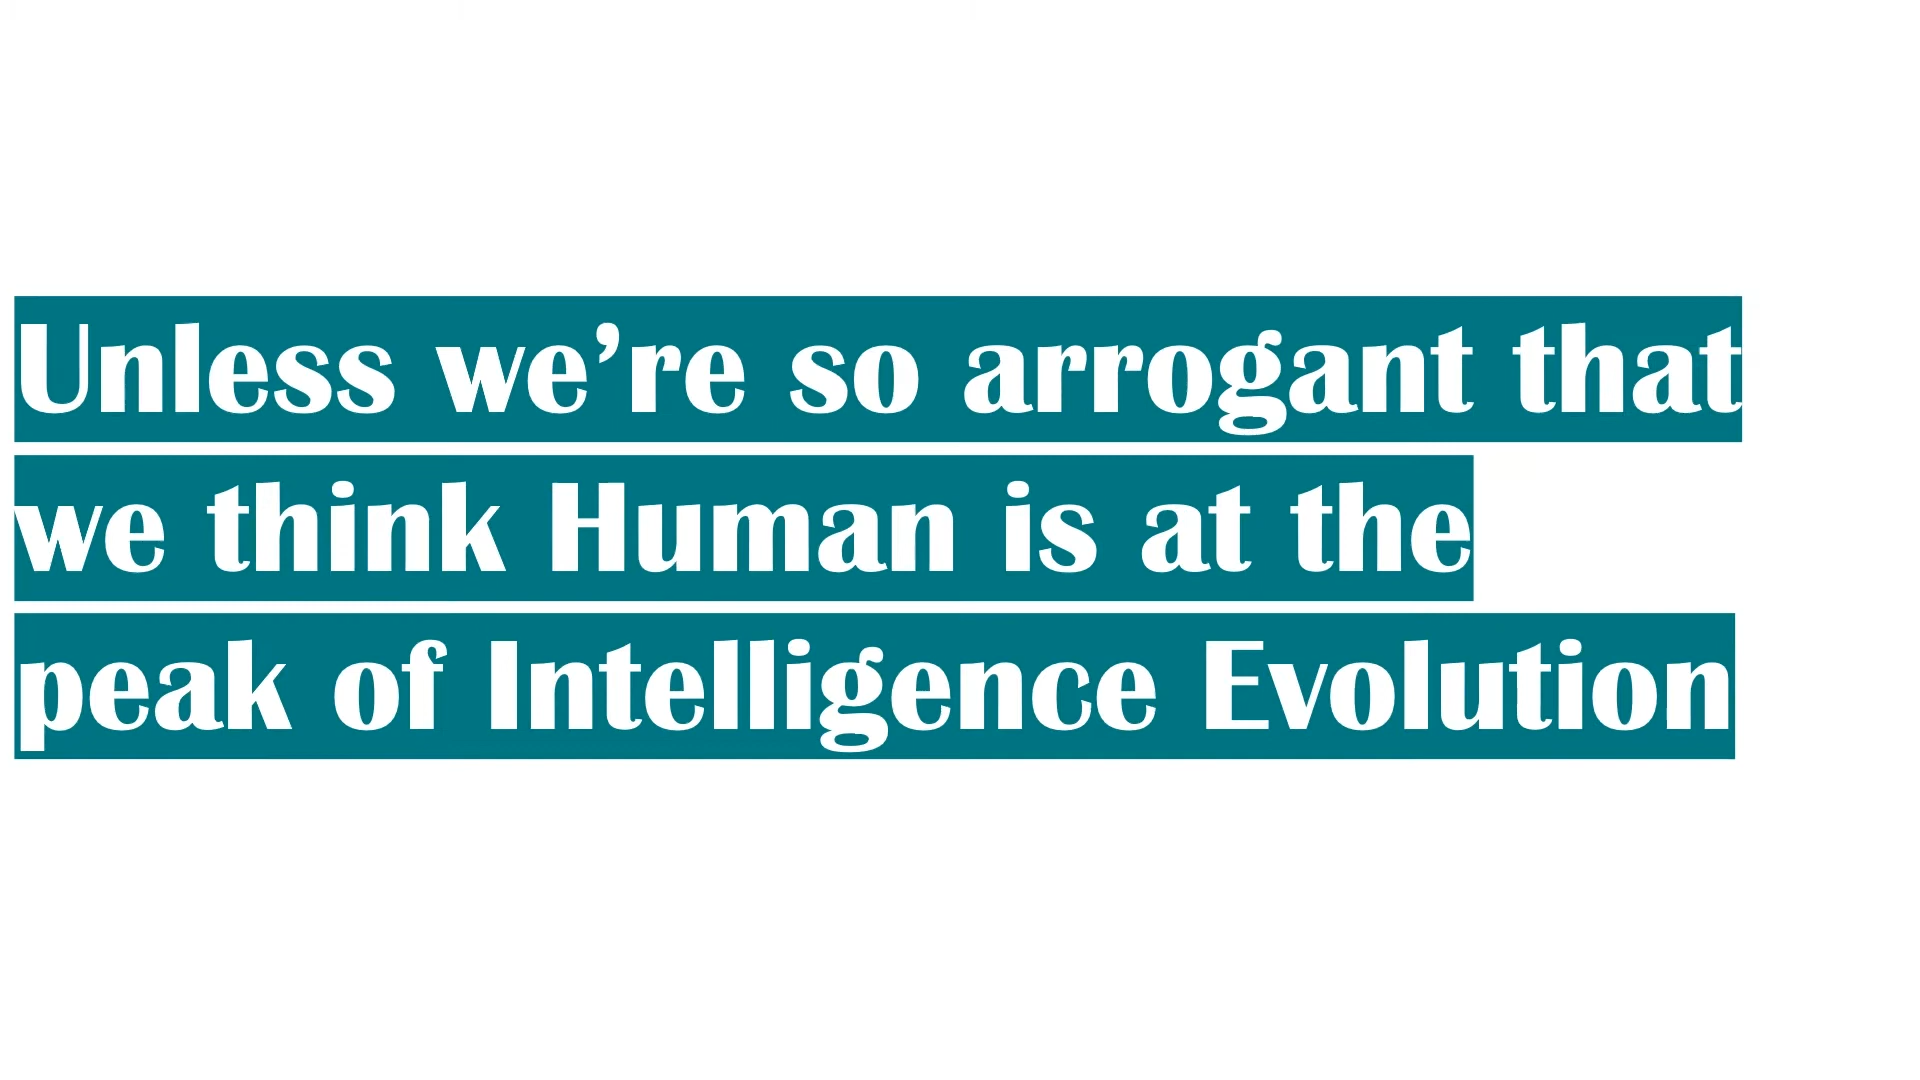 Unless we’re so arrogant that
we think Human is at the
peak of Intelligence Evolution